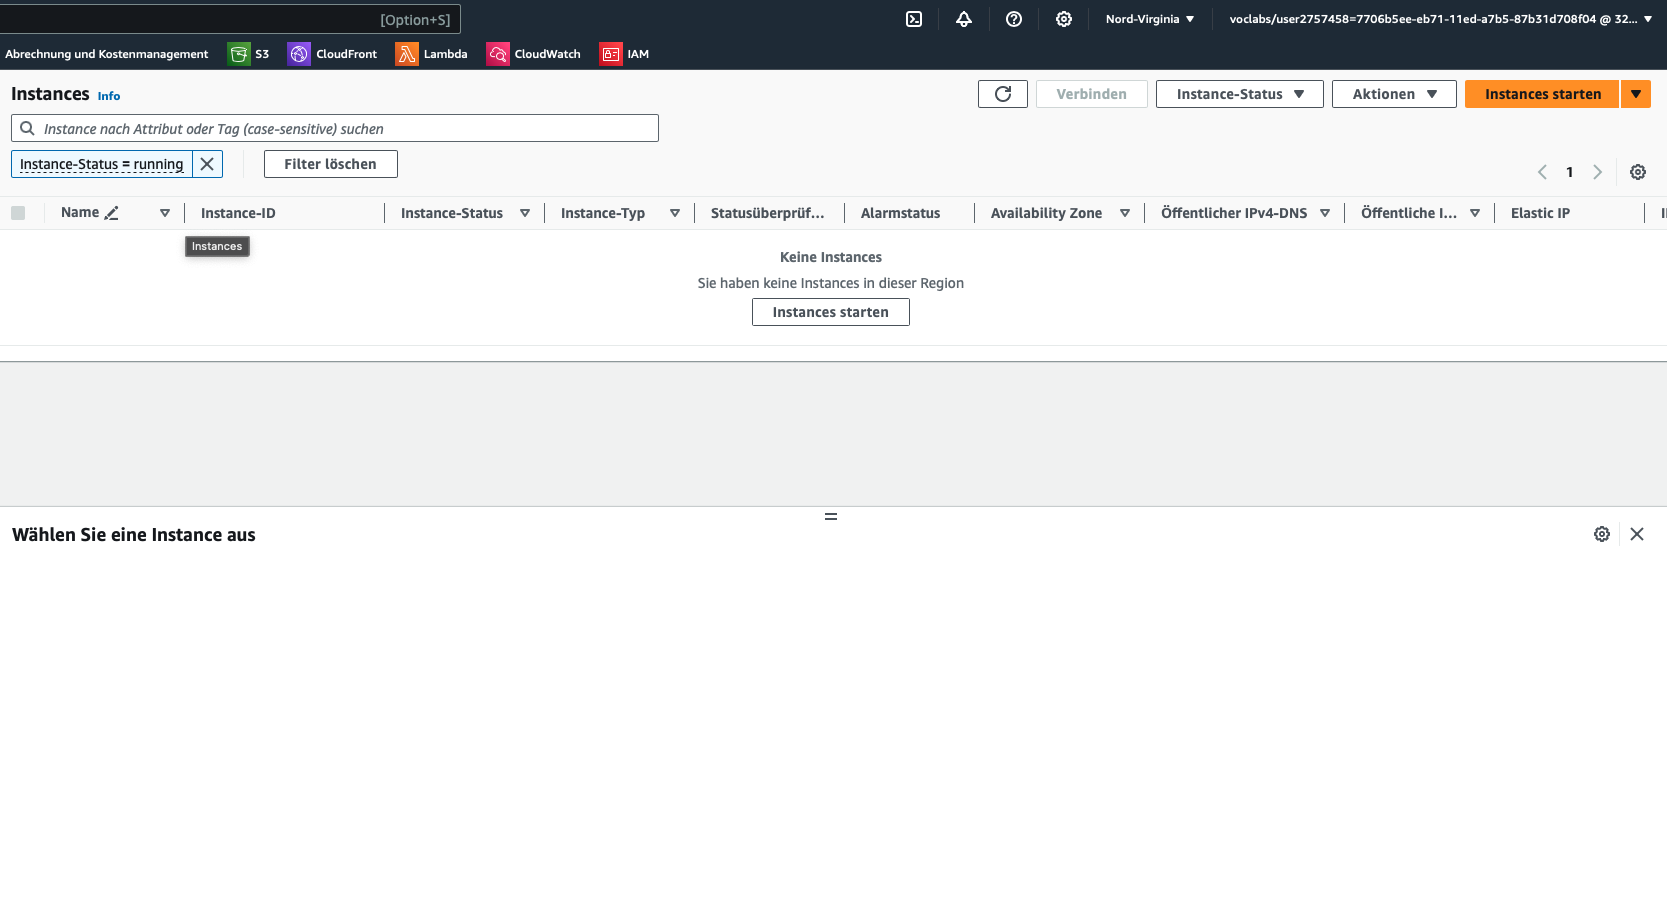 [Option+S]
Nord-Virginia
voclabs/user2757458=7706b5ee-eb71-11ed-a7b5-87b31d708f04 @ 32...
Abrechnung und Kostenmanagement
S3
CloudFront
Lambda
CloudWatch
IAM
Instances Info
Verbinden
Instance-Status
Aktionen
Instances starten
Instance nach Attribut oder Tag (case-sensitive) suchen
Instance-Status = running
Filter löschen
1
Name
Instance-ID
Instance-Status
Instance-Typ
Statusüberprüf...
Alarmstatus
Availability Zone
Öffentlicher IPv4-DNS
Öffentliche I...
Elastic IP
Instances
Keine Instances
Sie haben keine Instances in dieser Region
Instances starten
Wählen Sie eine Instance aus